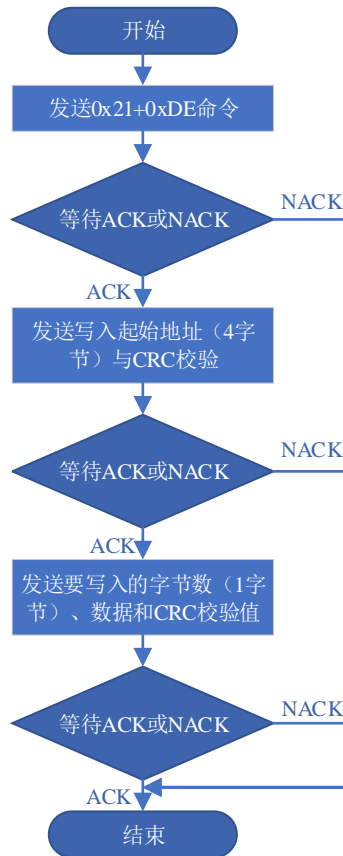 开始
发送0x21+0xDE命令
等待ACK或NACK
NACK
ACK
发送写入起始地址（4字
节）与CRC校验
等待ACK或NACK
NACK
ACK
发送要写入的字节数（1字
节）、数据和CRC校验值
等待ACK或NACK
NACK
ACK
结束